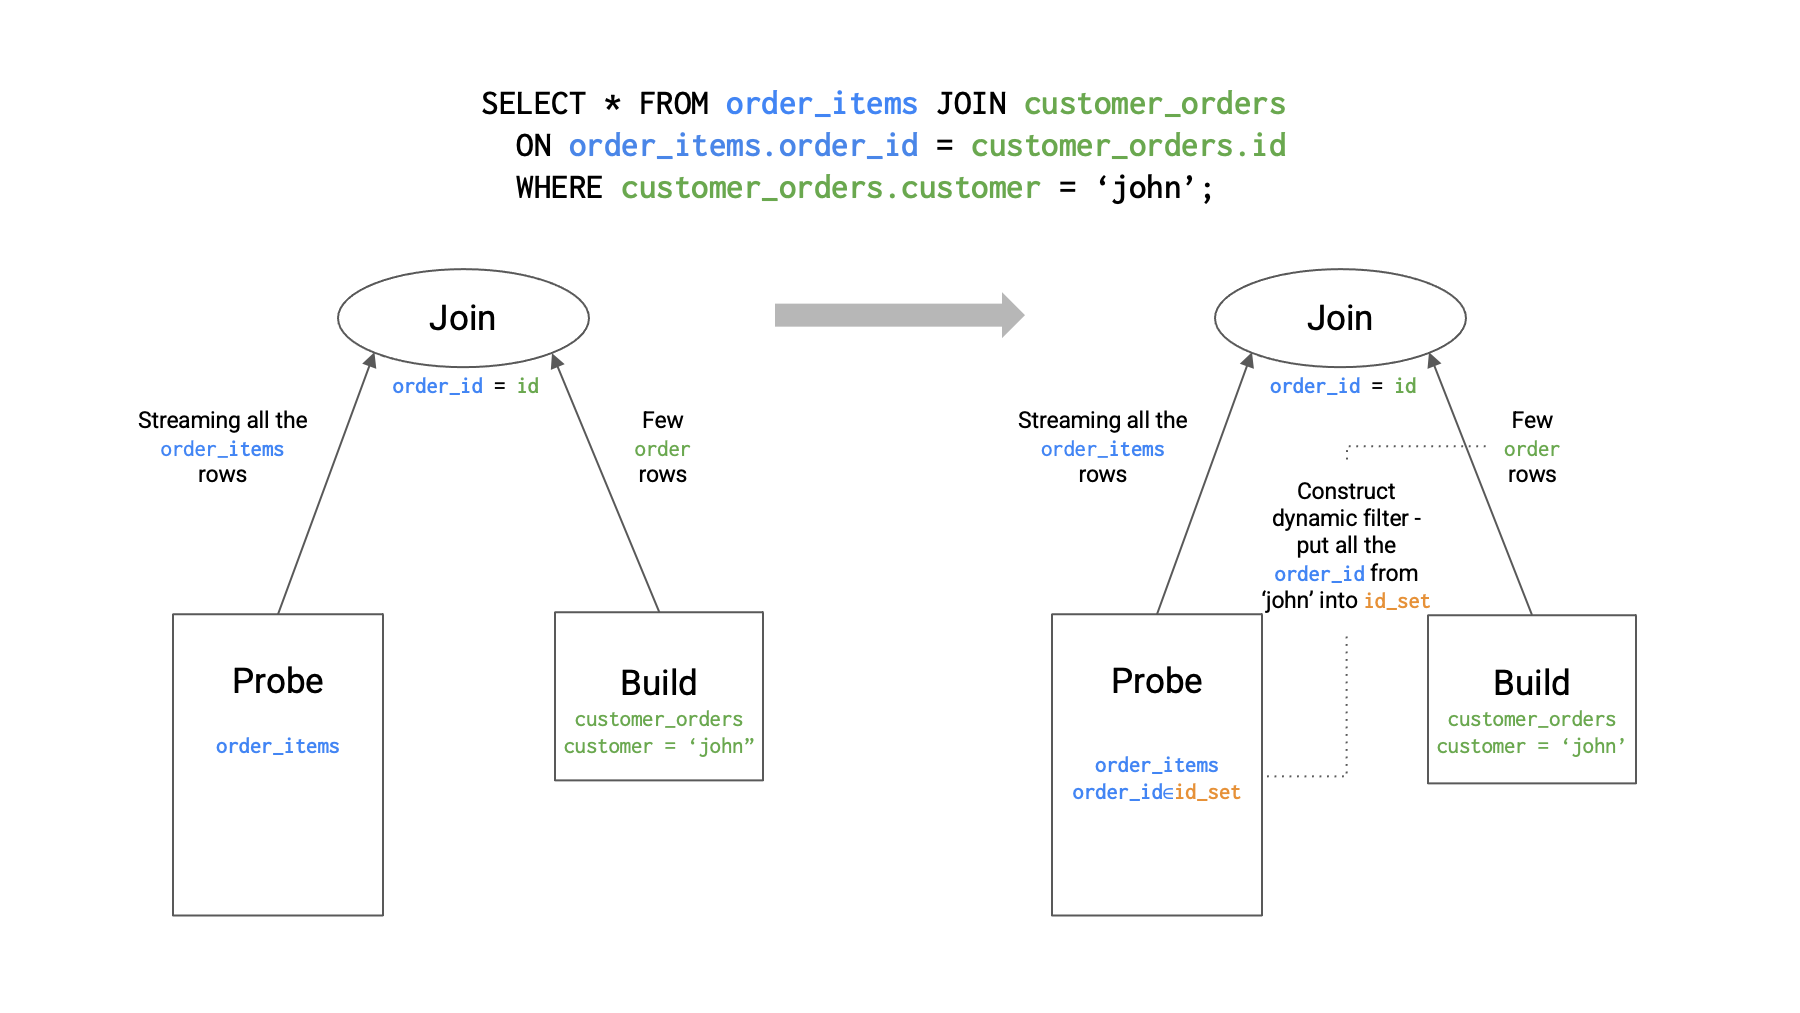 SELECT * FROM order_items JOIN customer_orders
ON order_items.order_id = customer_orders.id
WHERE customer_orders.customer = ‘john’;
Join
order_id = id
Streaming all the
order_items
rows
Few
order
rows
Probe
order_items
Build
customer_orders
customer = ‘john”
Join
order_id = id
Streaming all the
order_items
rows
Few
order
rows
Construct
dynamic filter -
put all the
order_id from
‘john’ into id_set
Probe
order_items
order_id∈id_set
Build
customer_orders
customer = ‘john’